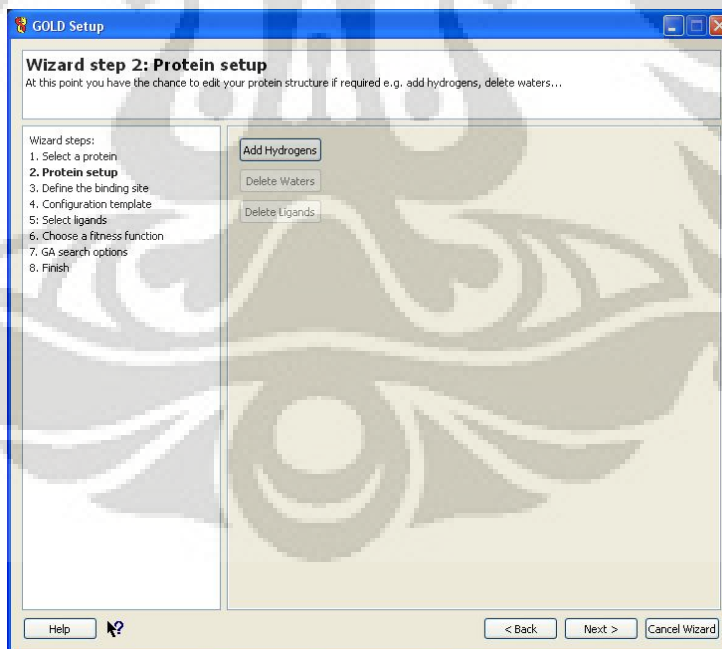 GOLD Setup
Wizard step 2: Protein setup
At this point you have the chance to edit your protein structure if required e.g. add hydrogens, delete waters...
Wizard steps:
1. Select a protein
2. Protein setup
3. Define the binding site
4. Configuration template
5: Select ligands
6. Choose a fitness function
7. GA search options
8. Finish
Add Hydrogens
Delete Waters
Delete Ligands
Help
< Back
Next >
Cancel Wizard